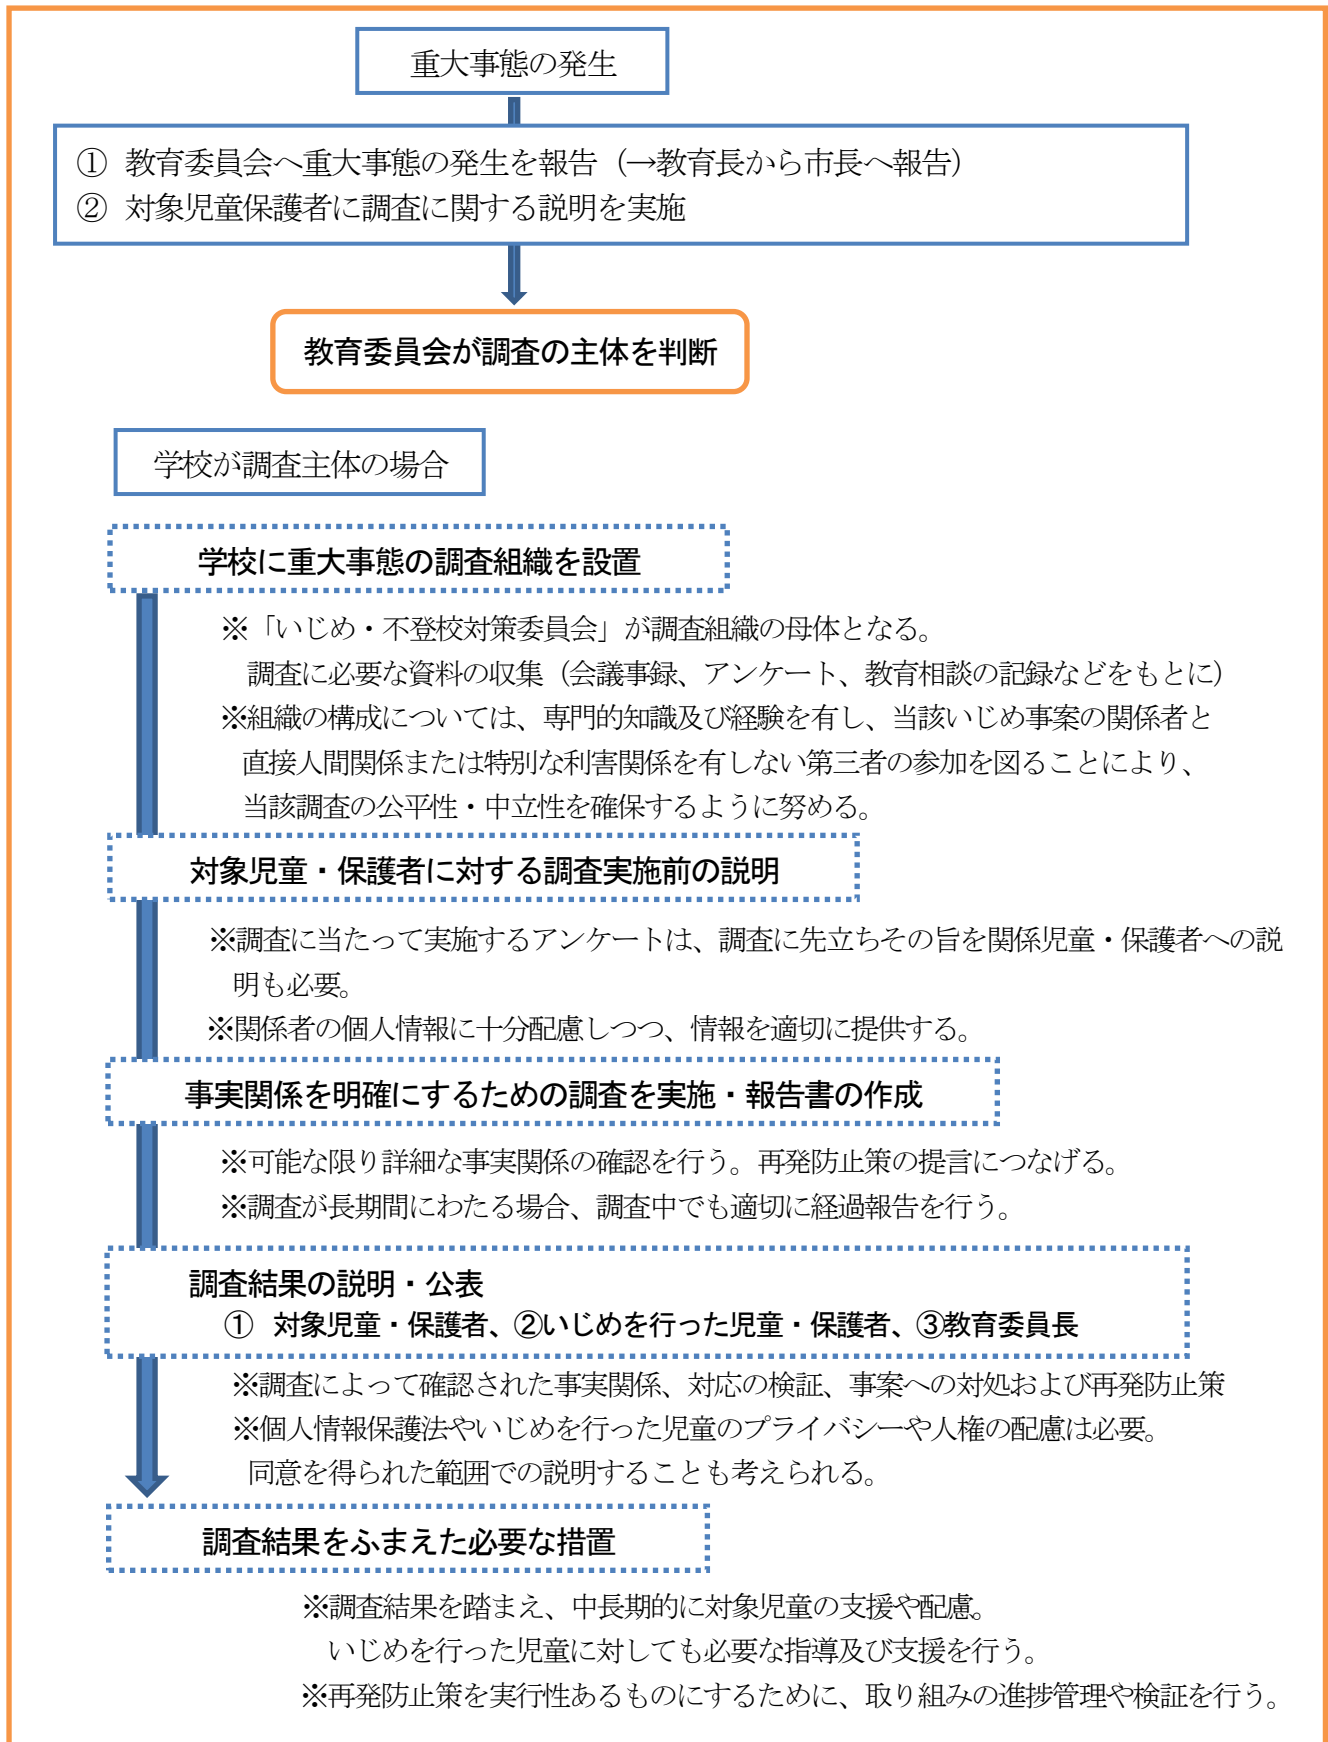 重大事態の発生
① 教育委員会へ重大事態の発生を報告（→教育長から市長へ報告）
② 対象児童保護者に調査に関する説明を実施
教育委員会が調査の主体を判断
学校が調査主体の場合
学校に重大事態の調査組織を設置
※「いじめ・不登校対策委員会」が調査組織の母体となる。
調査に必要な資料の収集（会議事録、アンケート、教育相談の記録などをもとに）
※組織の構成については、専門的知識及び経験を有し、当該いじめ事案の関係者と
直接人間関係または特別な利害関係を有しない第三者の参加を図ることにより、
当該調査の公平性・中立性を確保するように努める。
対象児童・保護者に対する調査実施前の説明
※調査に当たって実施するアンケートは、調査に先立ちその旨を関係児童・保護者への説
明も必要。
※関係者の個人情報に十分配慮しつつ、情報を適切に提供する。
事実関係を明確にするための調査を実施・報告書の作成
※可能な限り詳細な事実関係の確認を行う。再発防止策の提言につなげる。
※調査が長期間にわたる場合、調査中でも適切に経過報告を行う。
調査結果の説明・公表
① 対象児童・保護者、②いじめを行った児童・保護者、③教育委員長
※調査によって確認された事実関係、対応の検証、事案への対処および再発防止策
※個人情報保護法やいじめを行った児童のプライバシーや人権の配慮は必要。
同意を得られた範囲での説明することも考えられる。
調査結果をふまえた必要な措置
※調査結果を踏まえ、中長期的に対象児童の支援や配慮。
いじめを行った児童に対しても必要な指導及び支援を行う。
※再発防止策を実行性あるものにするために、取り組みの進捗管理や検証を行う。